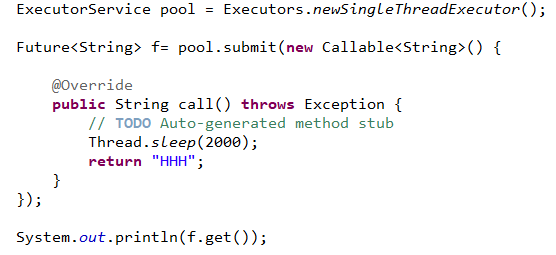 ExecutorService pool = Executors.newSingleThreadExecutor();
Future<String> f= pool.submit(new Callable<String>() {
@Override
public String call() throws Exception {
// TODO Auto-generated method stub
Thread.sleep(2000);
return "HHH";
}
});
System.out.println(f.get());